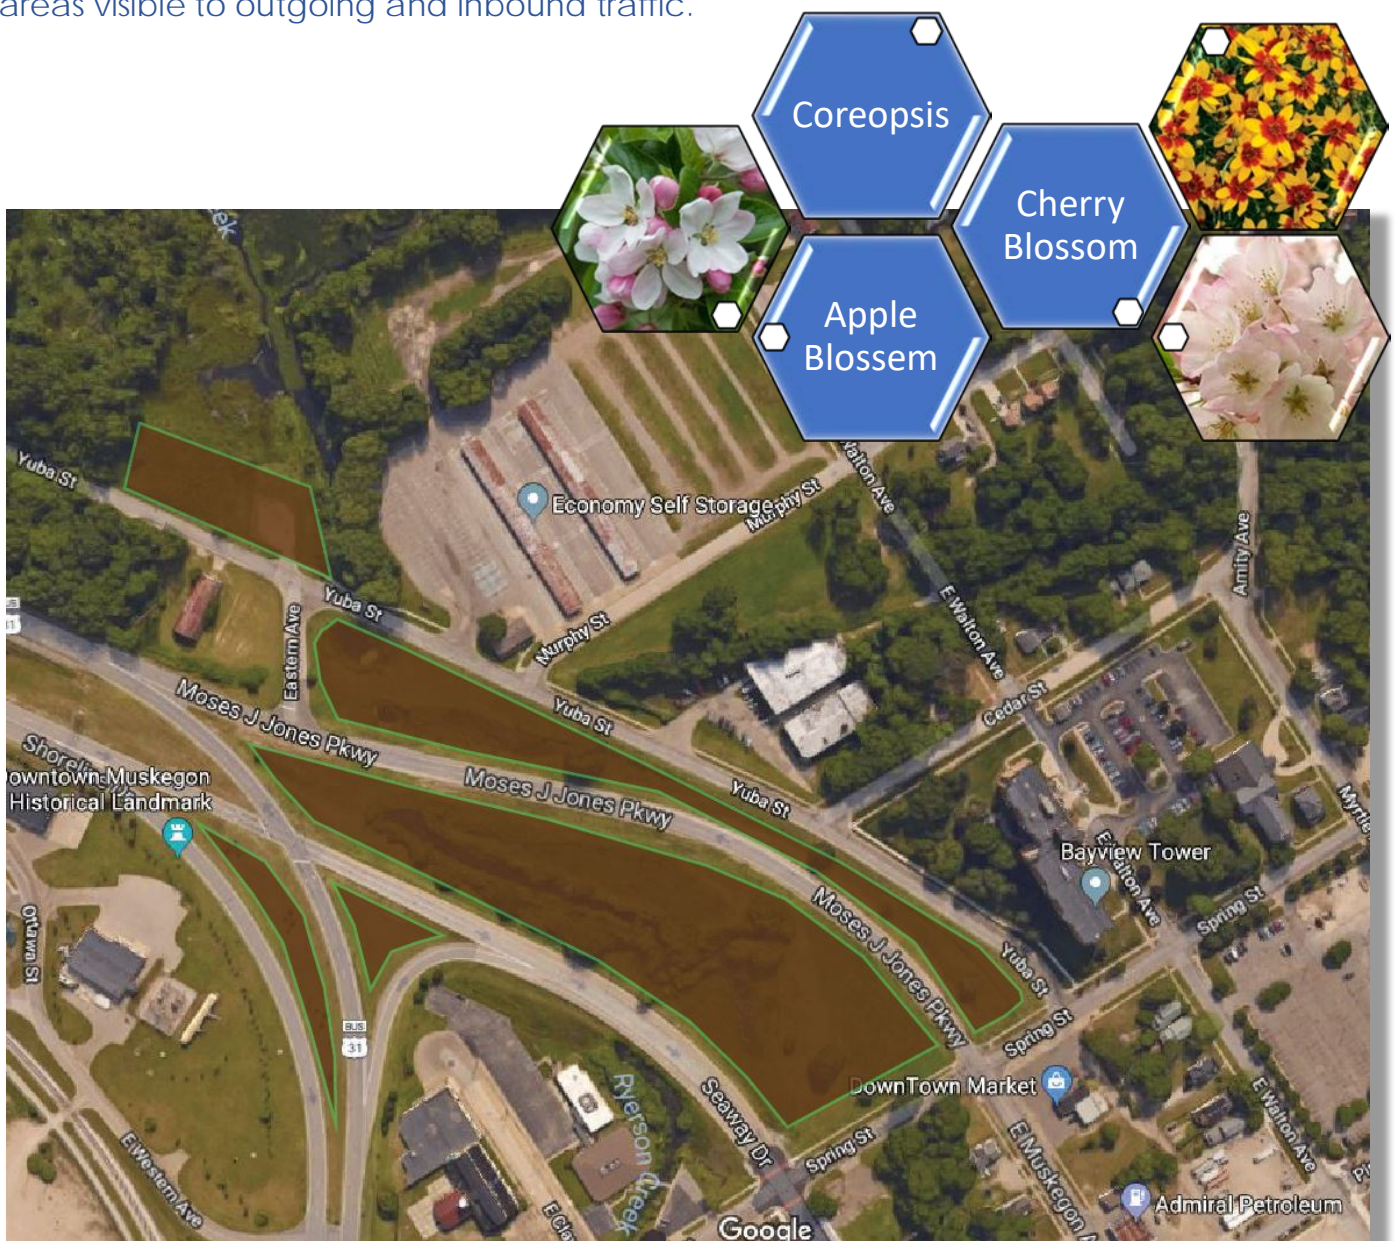 areas visible to outgoing and inbound traffic.
Coreopsis
Cherry
Blossom
Apple
Blossem
Yuba St
Economy Self Storage
Murphy St
Walton Ave
Amity Ave
E Walton Ave
Yuba St
Murphy St
Eastern Ave
Cedar St
Moses J Jones Pkwy
Yuba St
Moses J Jones Pkwy
Yuba St
owntown Muskegon
Historical Landmark
Bayview Tower
E Walton Ave
Spring St
Moses J Jones Pkwy
Yuba St
Ottawa St
BUS
31
Spring St
DownTown Market
Ryerson Creek
Seaway Dr
Spring St
E Walton Ave
E Western Ave
E Muskegon A
Admiral Petroleum
Google